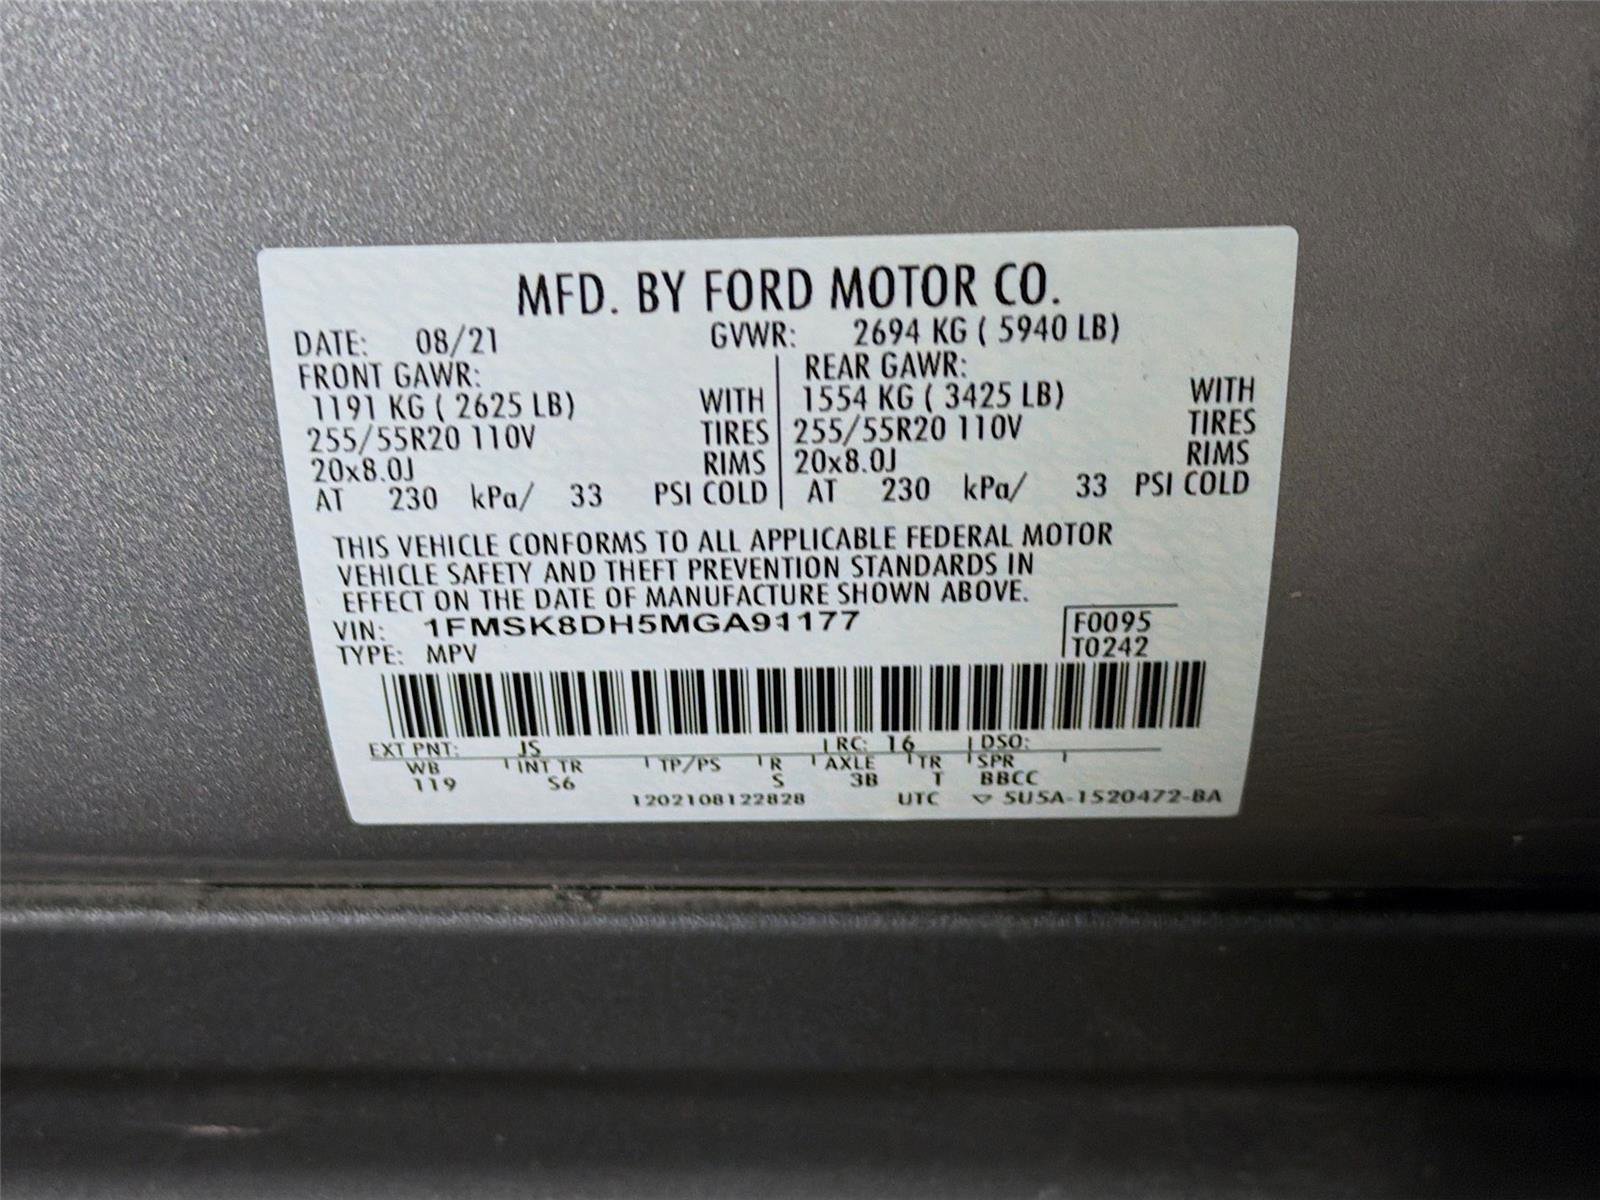 MFD. BY FORD MOTOR CO.
DATE: 08/21 GVWR: 2694 KG ( 5940 LB)
FRONT GAWR: REAR GAWR:
1191 KG ( 2625 LB) WITH 1554 KG ( 3425 LB) WITH
255/55R20 110V TIRES 255/55R20 110V TIRES
20x8.0J RIMS 20x8.0J RIMS
AT 230 kPa/ 33 PSI COLD AT 230 kPa/ 33 PSI COLD
THIS VEHICLE CONFORMS TO ALL APPLICABLE FEDERAL MOTOR
VEHICLE SAFETY AND THEFT PREVENTION STANDARDS IN
EFFECT ON THE DATE OF MANUFACTURE SHOWN ABOVE.
VIN: 1FMSK8DH5MGA91177 F0095
TYPE: MPV T0242
EXT PNT: JS RC: 16 DSO:
WB INT TR TP/PS R AXLE TR SPR
119 S6 S 3B T BBCC
1202108122828 UTC ▽ 5U5A-1520472-BA